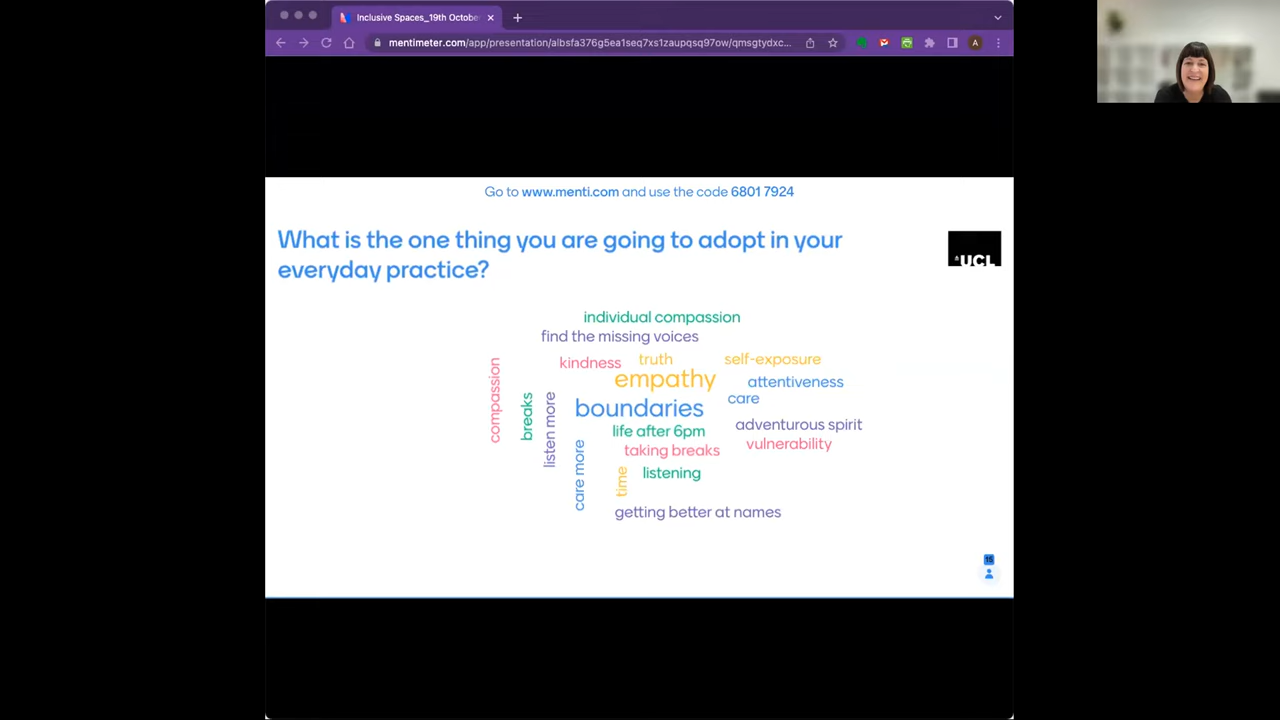 Inclusive Spaces_19th Octobe
mentimeter.com/app/presentation/albsfa376g5ea1seq7xs1zaupqsq97ow/qmsgtydxc...
A
Go to www.menti.com and use the code 6801 7924
What is the one thing you are going to adopt in your
everyday practice?
UCL
individual compassion
find the missing voices
kindness
truth
self-exposure
empathy
attentiveness
compassion
breaks
listen more
boundaries
care
life after 6pm
adventurous spirit
taking breaks
vulnerability
care more
time
listening
getting better at names
15